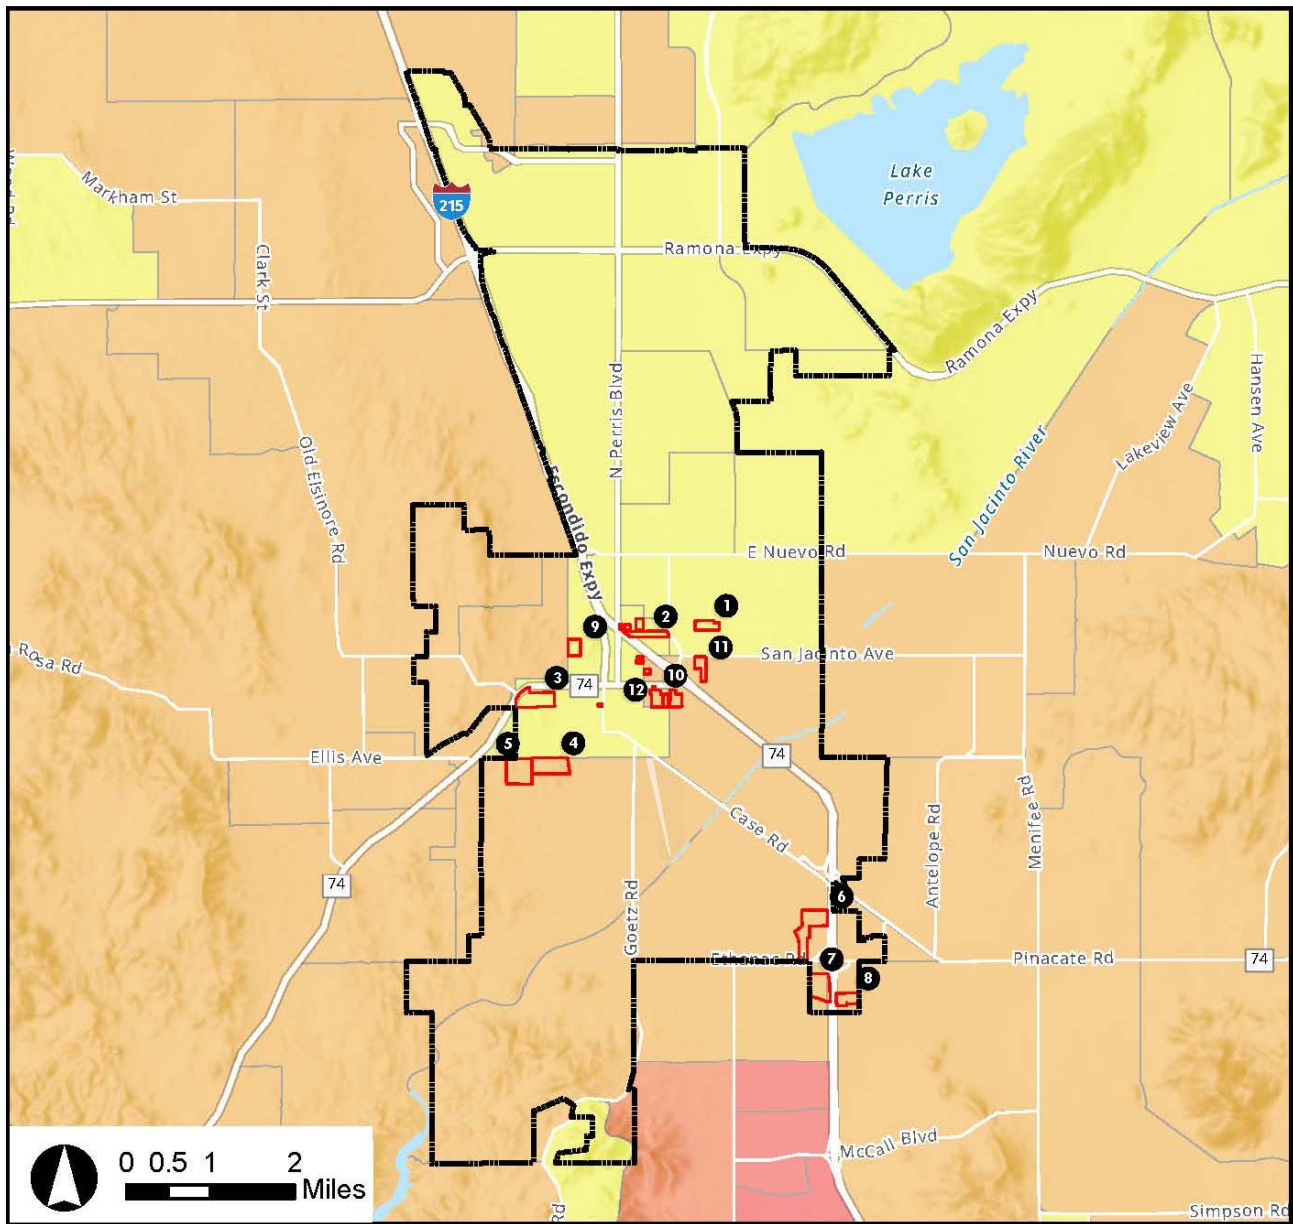 Lake
Perris
Markham St
215
Ramona Expy
Clark St
Ramona Expy
Hansen Ave
N Perris Blvd
Lakeview Ave
Old Elsinore Rd
San Jacinto River
Escondido Expy
E Nuevo Rd
Nuevo Rd
1
2
9
11
San Jacinto Ave
Rosa Rd
3
74
10
12
5
4
Ellis Ave
74
Case Rd
Antelope Rd
Menifee Rd
74
6
Goetz Rd
Ethanac Rd
7
Pinacate Rd
74
8
McCall Blvd
0 0.5 1 2
Miles
Rd
Simpson Rd